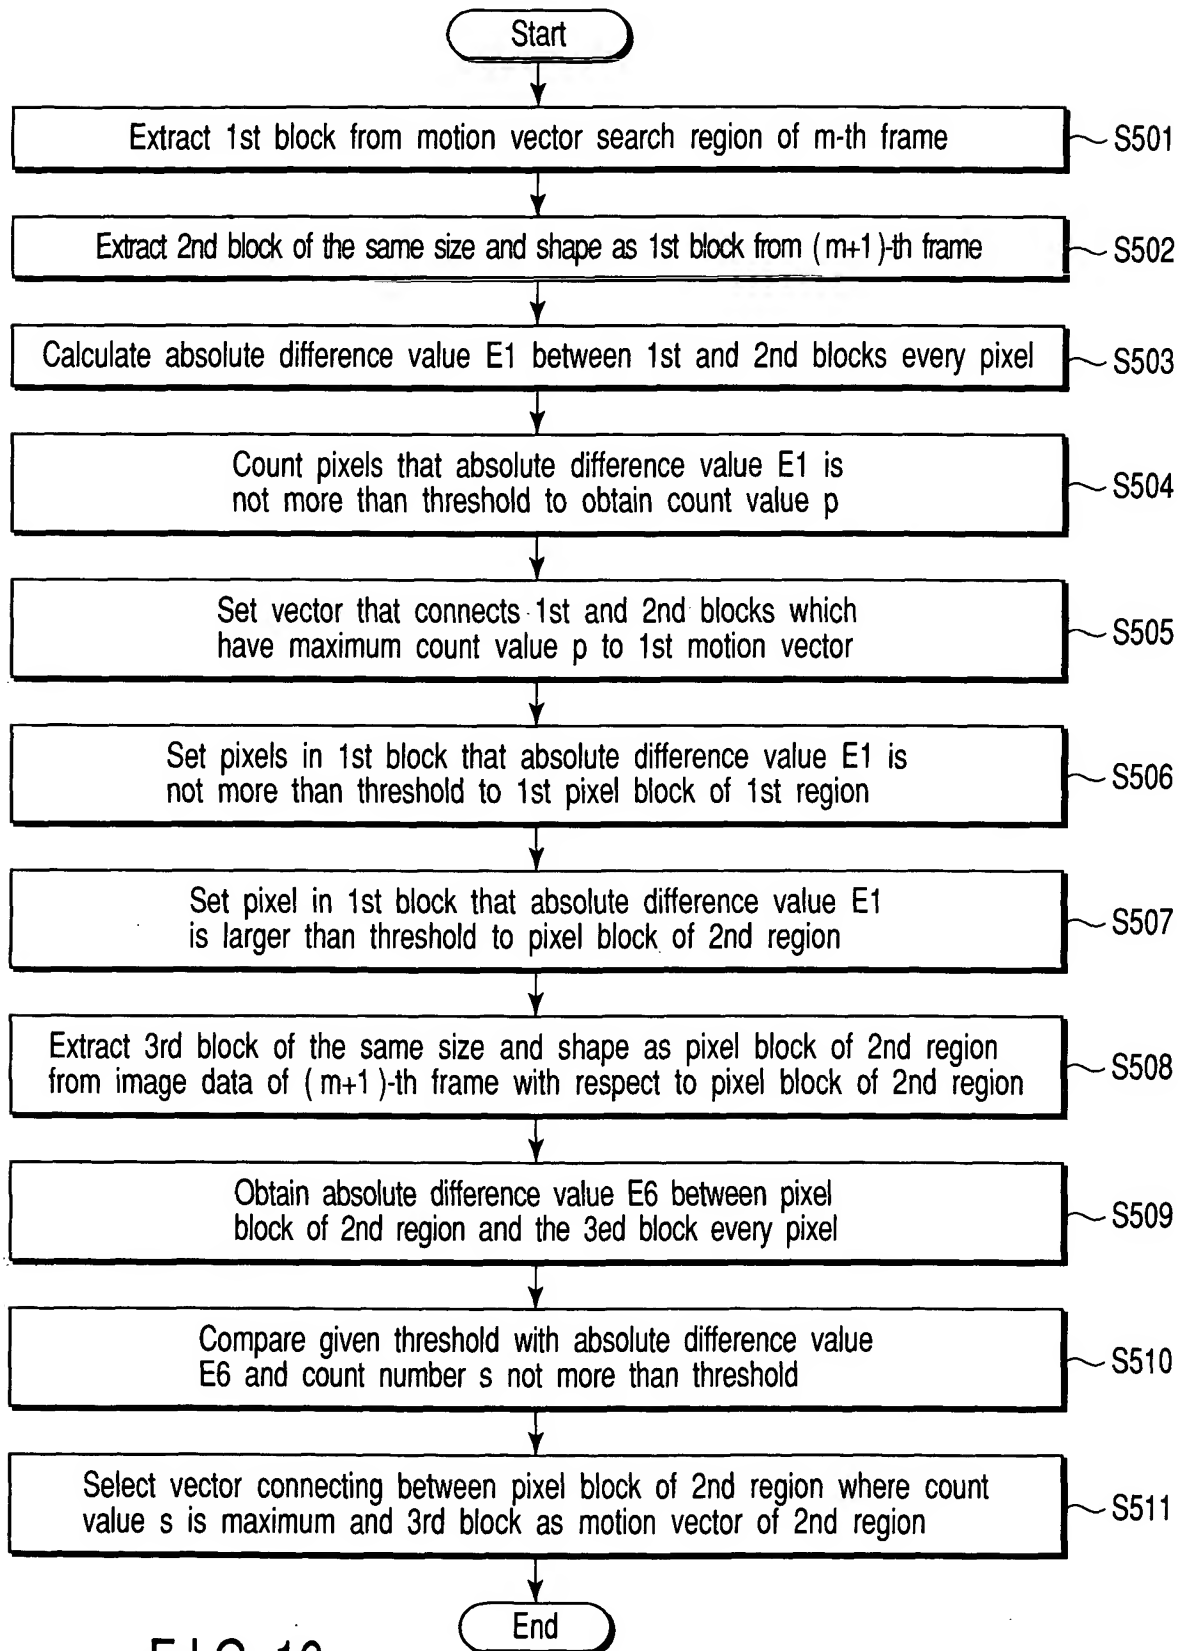 Start
Extract 1st block from motion vector search region of m-th frame
S501
Extract 2nd block of the same size and shape as 1st block from (m+1)-th frame
S502
Calculate absolute difference value E1 between 1st and 2nd blocks every pixel
S503
Count pixels that absolute difference value E1 is
not more than threshold to obtain count value p
S504
Set vector that connects 1st and 2nd blocks which
have maximum count value p to 1st motion vector
S505
Set pixels in 1st block that absolute difference value E1 is
not more than threshold to 1st pixel block of 1st region
S506
Set pixel in 1st block that absolute difference value E1
is larger than threshold to pixel block of 2nd region
S507
Extract 3rd block of the same size and shape as pixel block of 2nd region
from image data of (m+1)-th frame with respect to pixel block of 2nd region
S508
Obtain absolute difference value E6 between pixel
block of 2nd region and the 3ed block every pixel
S509
Compare given threshold with absolute difference value
E6 and count number s not more than threshold
S510
Select vector connecting between pixel block of 2nd region where count
value s is maximum and 3rd block as motion vector of 2nd region
S511
End